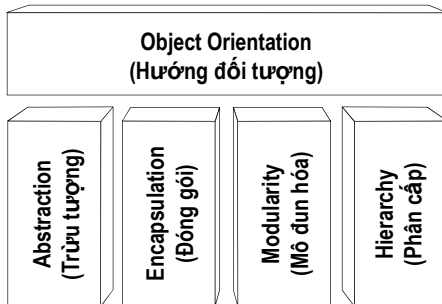 Object Orientation
(Hướng đối tượng)
Abstraction
(Trừu tượng)
Encapsulation
(Đóng gói)
Modularity
(Mô đun hóa)
Hierarchy
(Phân cấp)